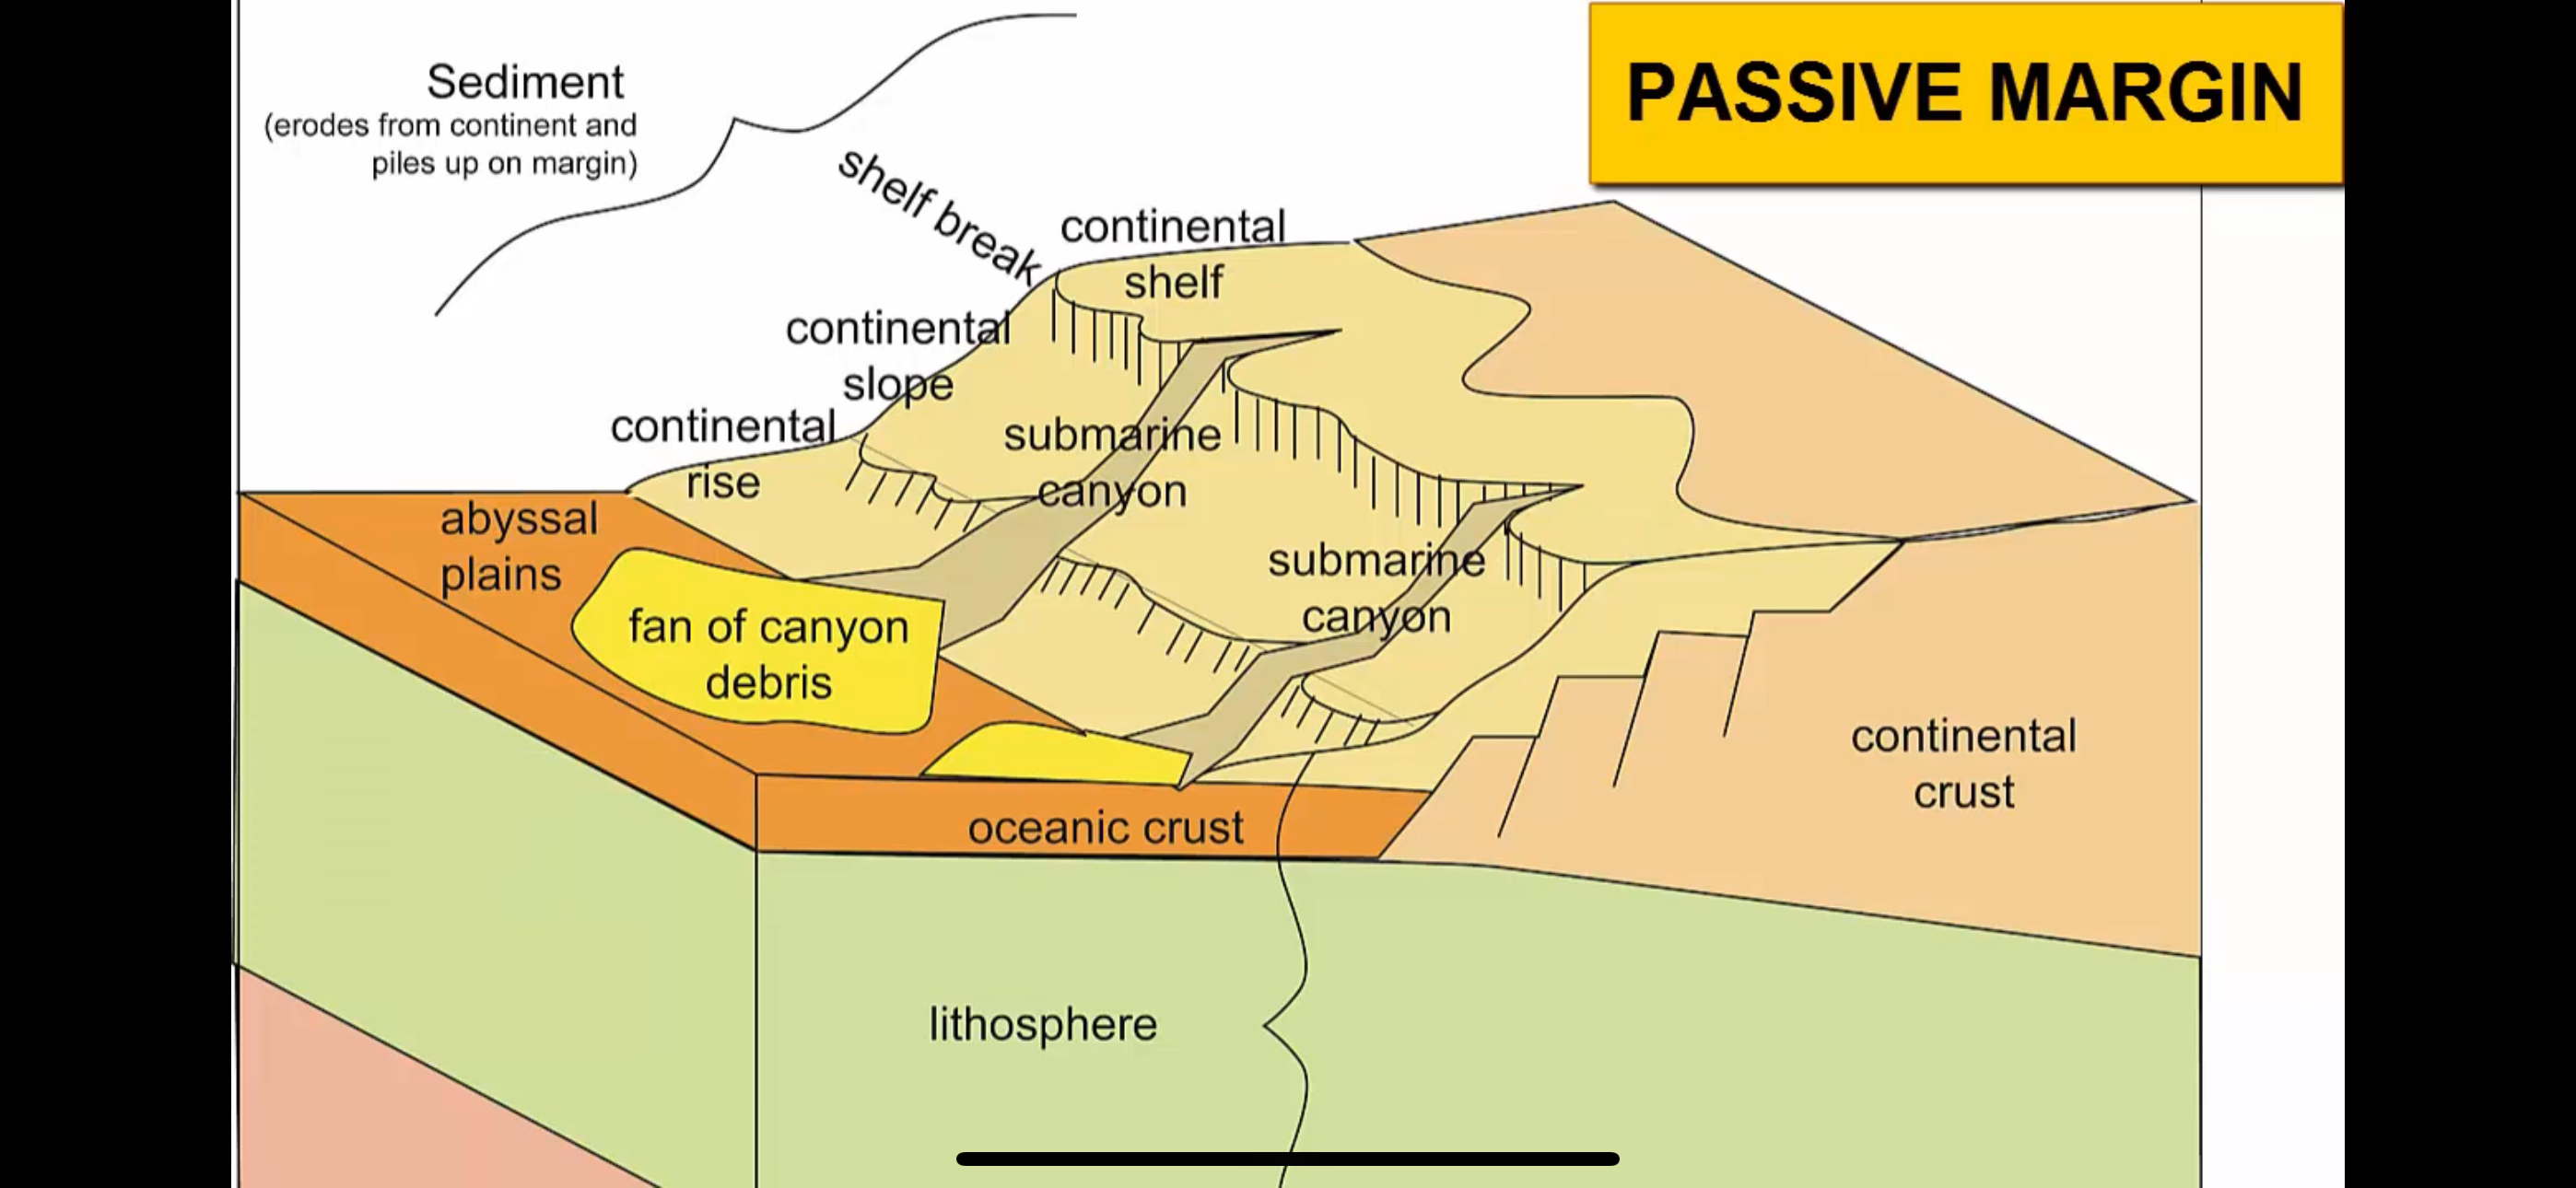 PASSIVE MARGIN
Sediment
(erodes from continent and
piles up on margin)
shelf break
continental
shelf
continental
slope
continental
rise
submarine
canyon
abyssal
plains
submarine
canyon
fan of canyon
debris
continental
crust
oceanic crust
lithosphere